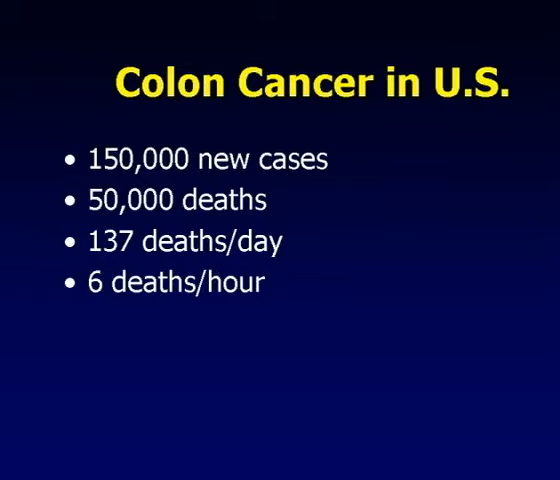 Colon Cancer in U.S.
• 150,000 new cases
• 50,000 deaths
• 137 deaths/day
• 6 deaths/hour